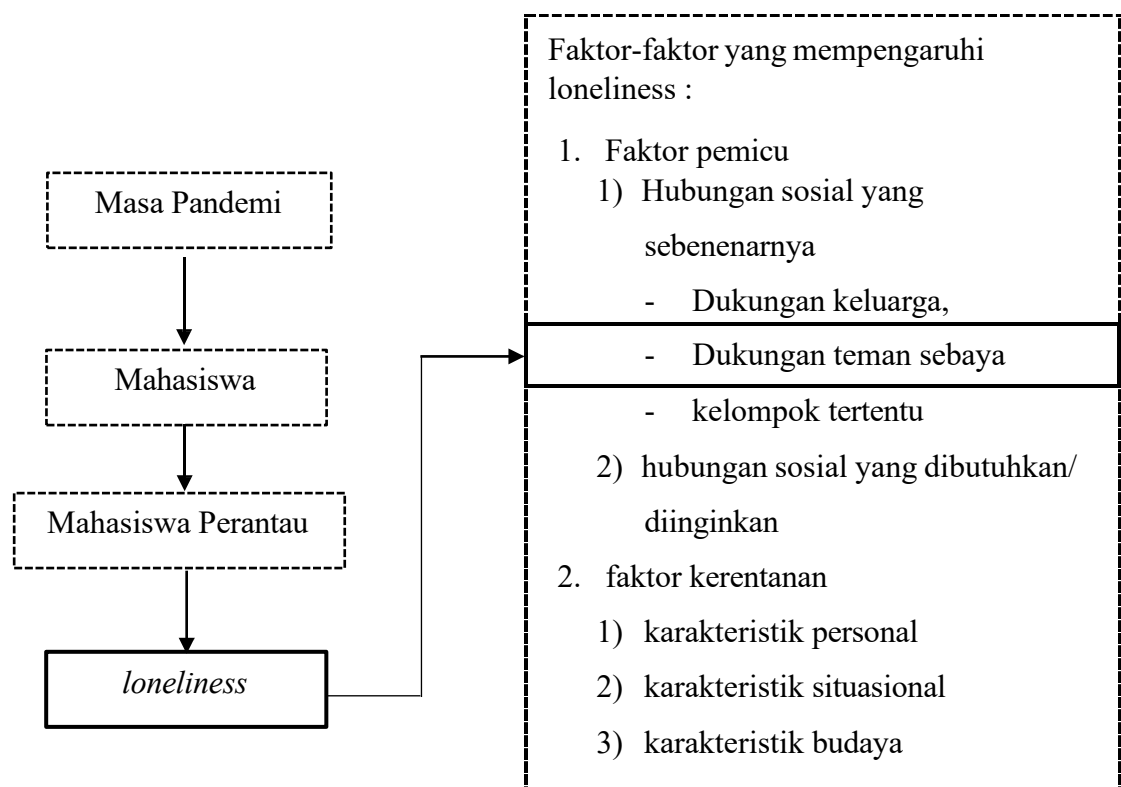 Masa Pandemi
Mahasiswa
Mahasiswa Perantau
loneliness
Faktor-faktor yang mempengaruhi
loneliness :
1. Faktor pemicu
1) Hubungan sosial yang
sebenenarnya
- Dukungan keluarga,
- Dukungan teman sebaya
- kelompok tertentu
2) hubungan sosial yang dibutuhkan/
diinginkan
2. faktor kerentanan
1) karakteristik personal
2) karakteristik situasional
3) karakteristik budaya